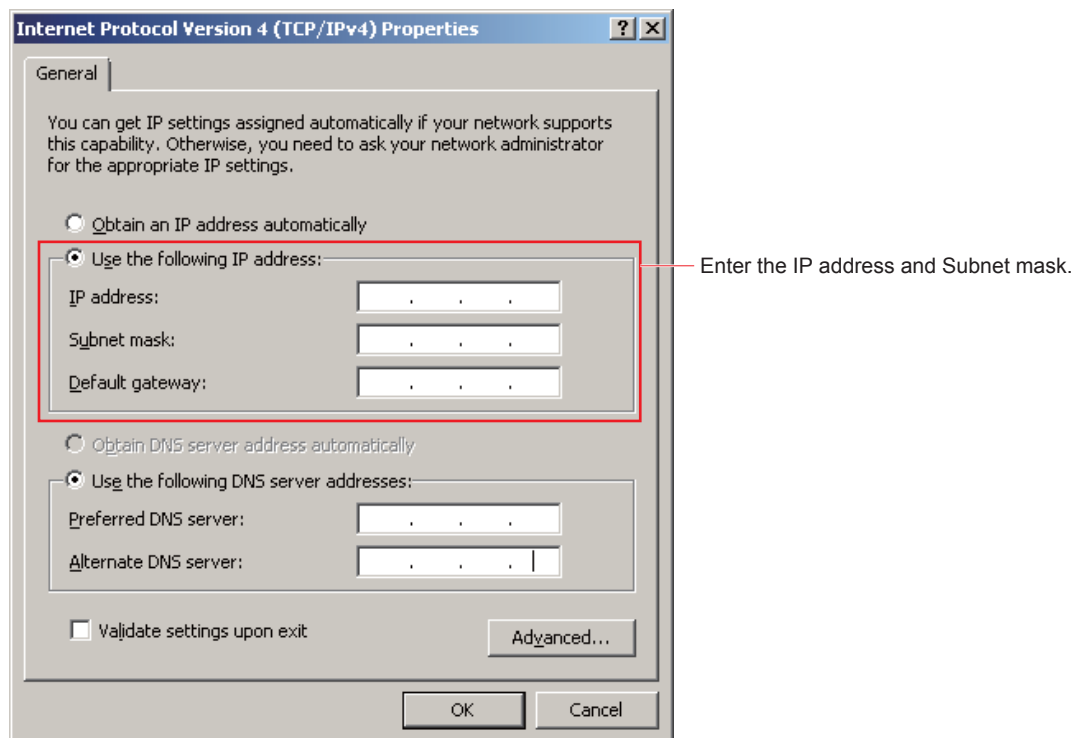 Internet Protocol Version 4 (TCP/IPv4) Properties
General
You can get IP settings assigned automatically if your network supports
this capability. Otherwise, you need to ask your network administrator
for the appropriate IP settings.
Obtain an IP address automatically
Use the following IP address:
Enter the IP address and Subnet mask.
IP address:
Subnet mask:
Default gateway:
Obtain DNS server address automatically
Use the following DNS server addresses:
Preferred DNS server:
Alternate DNS server:
Validate settings upon exit
Advanced...
OK
Cancel